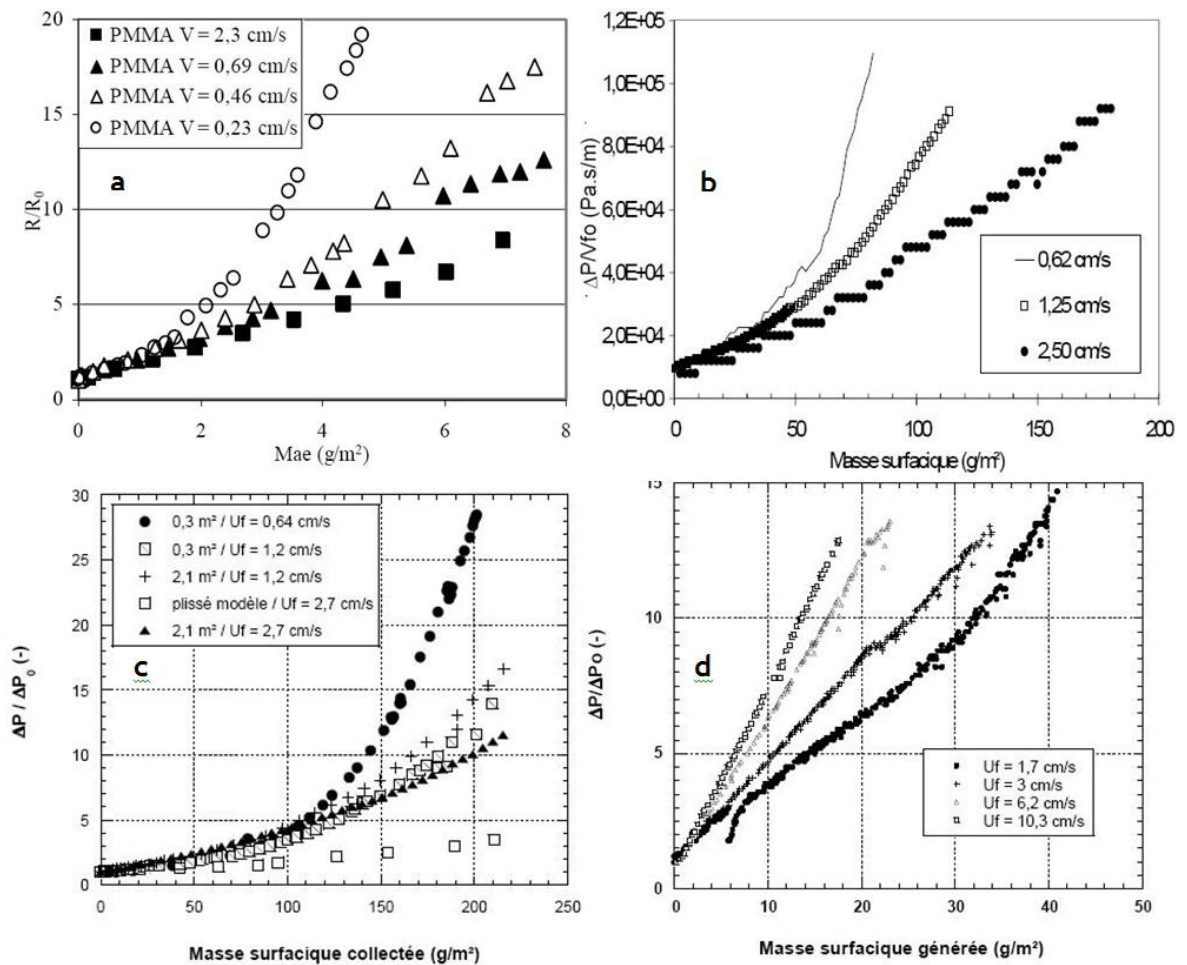 20
15
10
5
0
R/R₀
PMMA V = 2,3 cm/s
PMMA V = 0,69 cm/s
PMMA V = 0,46 cm/s
PMMA V = 0,23 cm/s
a
0 2 4 6 8
Mae (g/m²)
1,2E+05
1,0E+05
8,0E+04
6,0E+04
4,0E+04
2,0E+04
0,0E+00
ΔP/Vfo (Pa.s/m)
b
0,62 cm/s
1,25 cm/s
2,50 cm/s
0 50 100 150 200
Masse surfacique (g/m²)
30
25
20
15
10
5
0
ΔP / ΔP₀ (-)
0,3 m² / Uf = 0,64 cm/s
0,3 m² / Uf = 1,2 cm/s
2,1 m² / Uf = 1,2 cm/s
plissé modèle / Uf = 2,7 cm/s
2,1 m² / Uf = 2,7 cm/s
c
0 50 100 150 200 250
Masse surfacique collectée (g/m²)
15
10
5
0
ΔP/ΔPo (-)
d
Uf = 1,7 cm/s
Uf = 3 cm/s
Uf = 6,2 cm/s
Uf = 10,3 cm/s
0 10 20 30 40 50
Masse surfacique générée (g/m²)